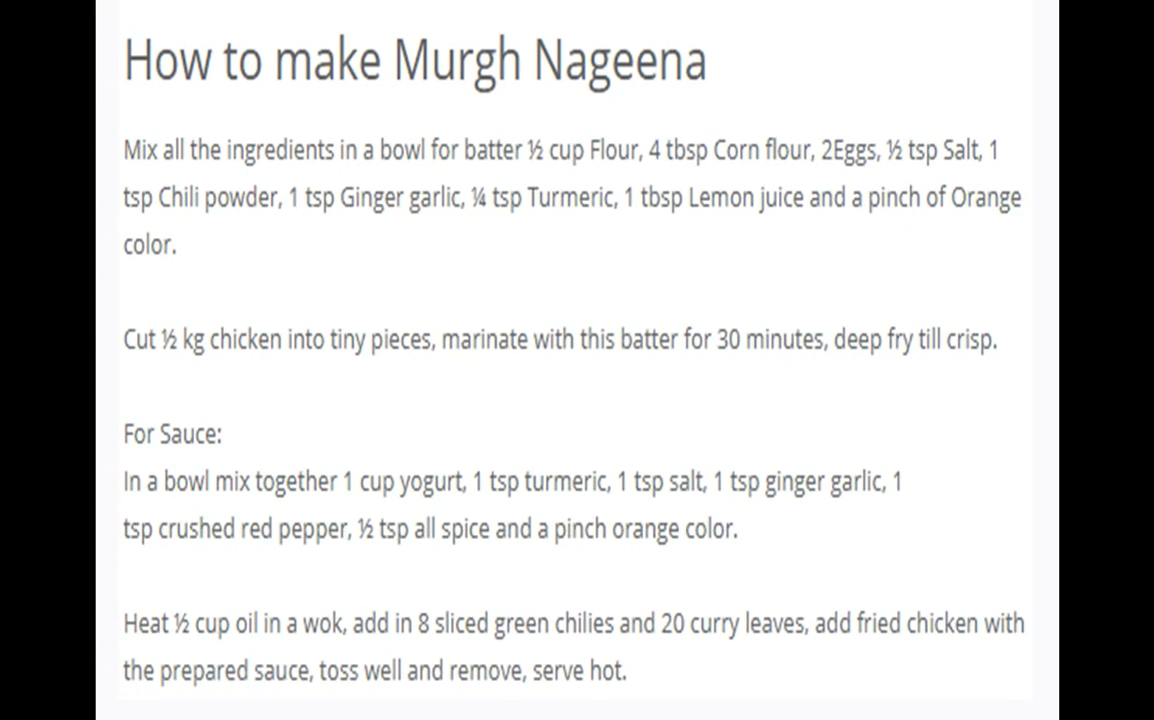 How to make Murgh Nageena
Mix all the ingredients in a bowl for batter ½ cup Flour, 4 tbsp Corn flour, 2Eggs, ½ tsp Salt, 1
tsp Chili powder, 1 tsp Ginger garlic, ¼ tsp Turmeric, 1 tbsp Lemon juice and a pinch of Orange
color.
Cut ½ kg chicken into tiny pieces, marinate with this batter for 30 minutes, deep fry till crisp.
For Sauce:
In a bowl mix together 1 cup yogurt, 1 tsp turmeric, 1 tsp salt, 1 tsp ginger garlic, 1
tsp crushed red pepper, ½ tsp all spice and a pinch orange color.
Heat ½ cup oil in a wok, add in 8 sliced green chilies and 20 curry leaves, add fried chicken with
the prepared sauce, toss well and remove, serve hot.